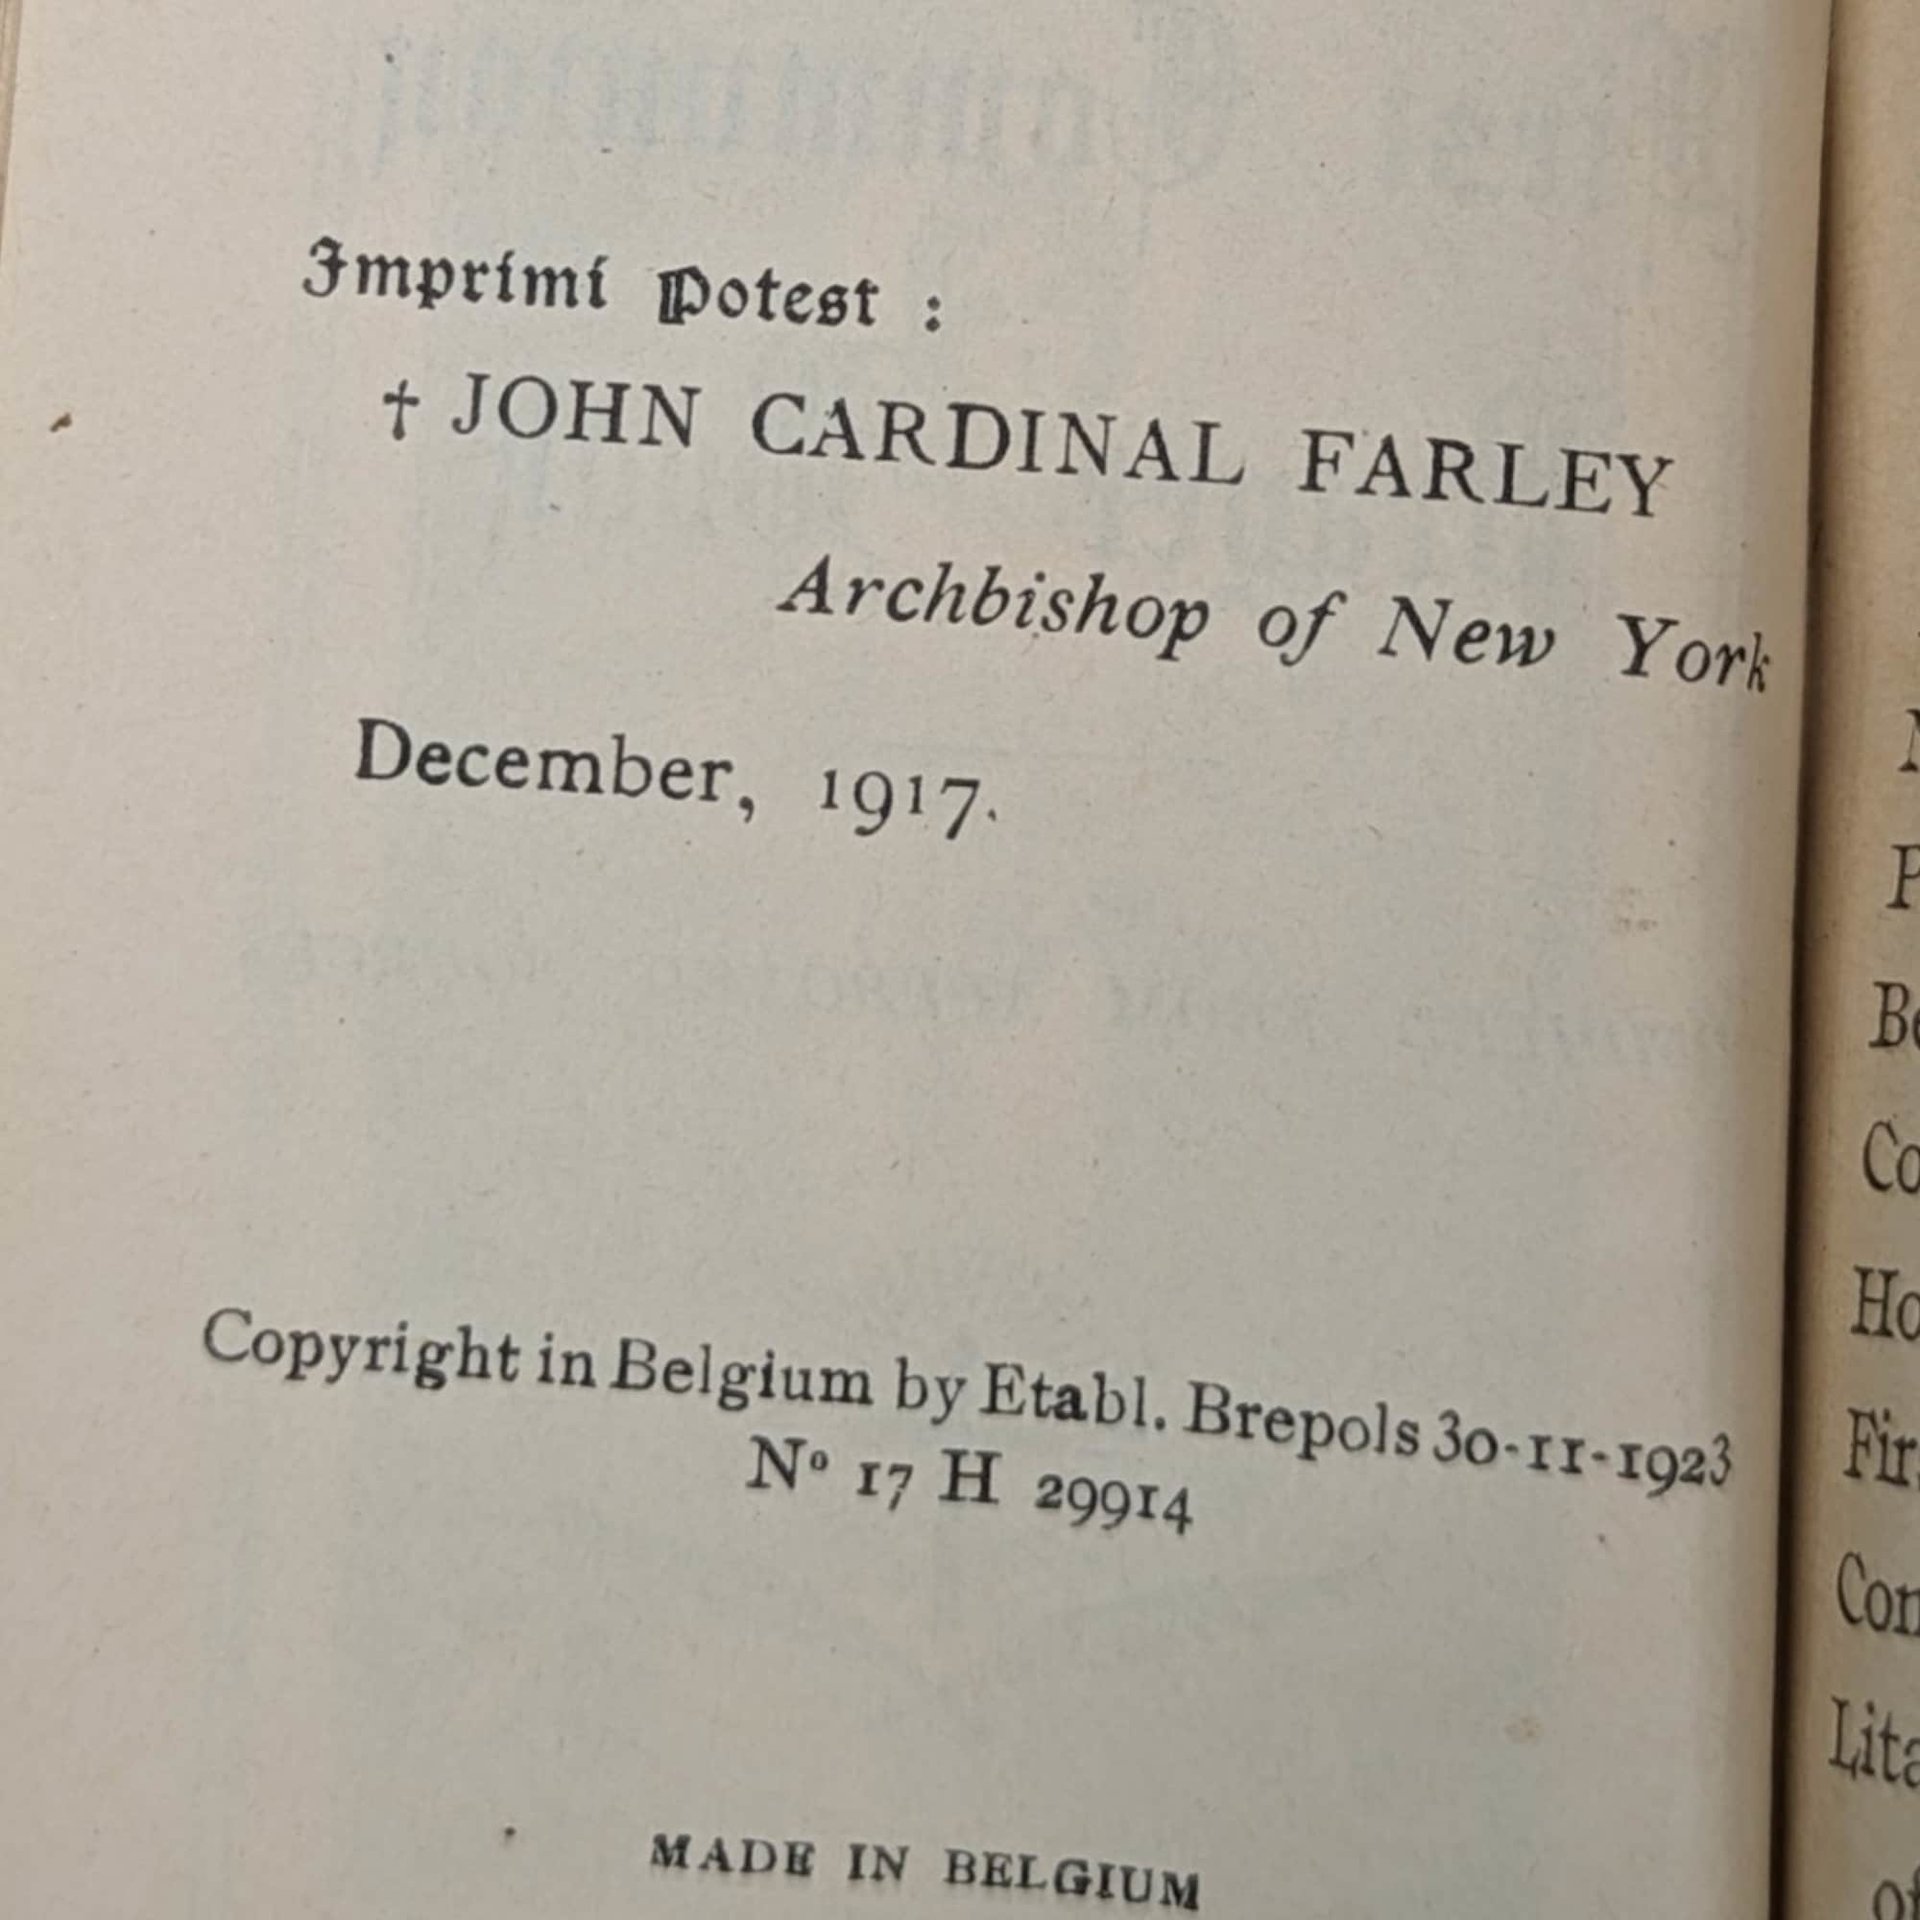 Imprimi Potest :
† JOHN CARDINAL FARLEY
Archbishop of New York
December, 1917.
Copyright in Belgium by Etabl. Brepols 30-11-1923
Nº 17 H 29914
MADE IN BELGIUM